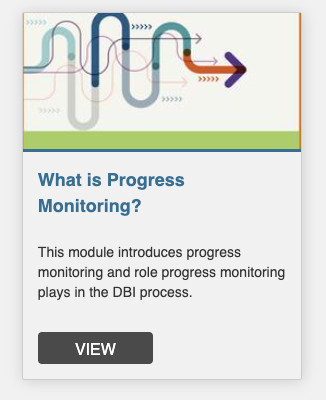 What is Progress
Monitoring?
This module introduces progress
monitoring and role progress monitoring
plays in the DBI process.
VIEW